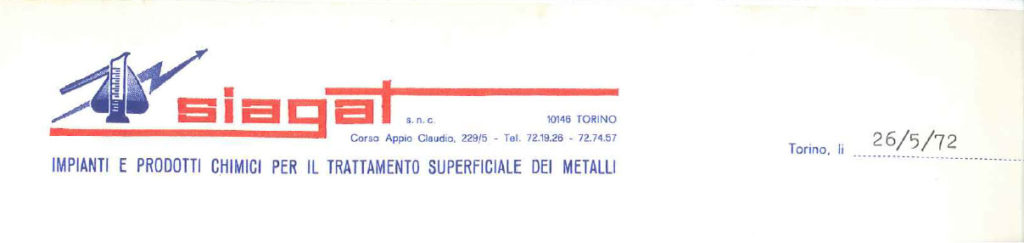 siagat s.n.c. 10146 TORINO
Corso Appio Claudio, 229/5 - Tel. 72.19.26 - 72.74.57
IMPIANTI E PRODOTTI CHIMICI PER IL TRATTAMENTO SUPERFICIALE DEI METALLI
Torino, li 26/5/72